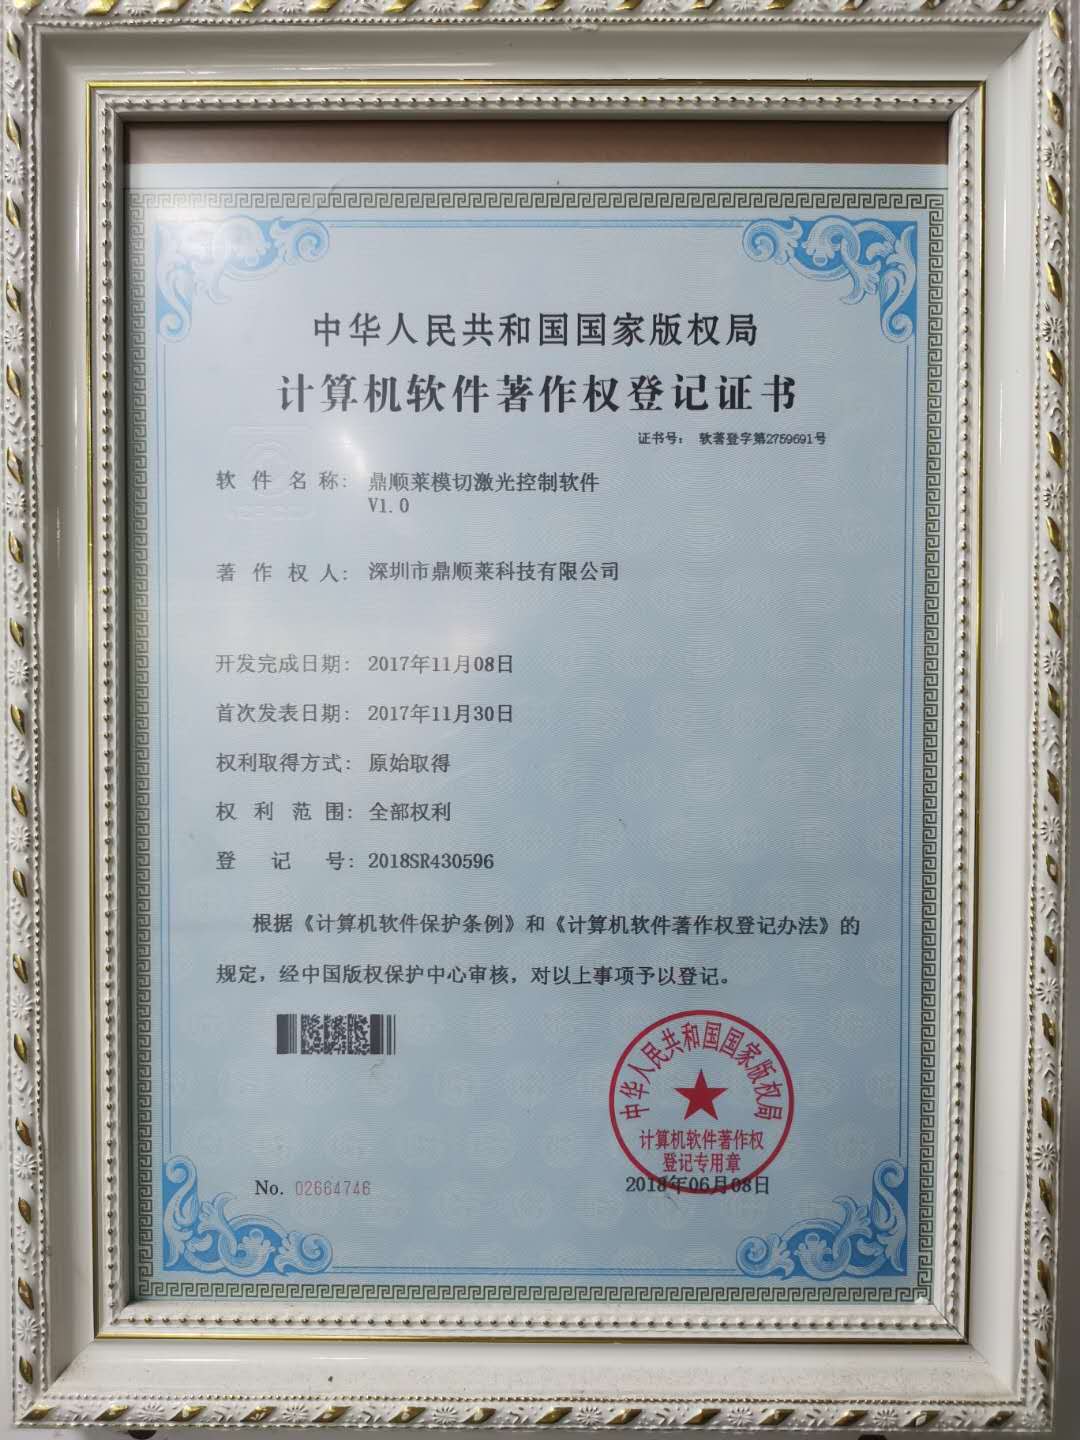 中华人民共和国国家版权局
计算机软件著作权登记证书
证书号： 软著登字第2759691号
软件名称： 鼎顺莱模切激光控制软件
V1.0
著作权人： 深圳市鼎顺莱科技有限公司
开发完成日期： 2017年11月08日
首次发表日期： 2017年11月30日
权利取得方式： 原始取得
权利范围： 全部权利
登记号： 2018SR430596
根据《计算机软件保护条例》和《计算机软件著作权登记办法》的
规定，经中国版权保护中心审核，对以上事项予以登记。
中华人民共和国国家版权局
计算机软件著作权
登记专用章
No. 02664746
2018年06月08日